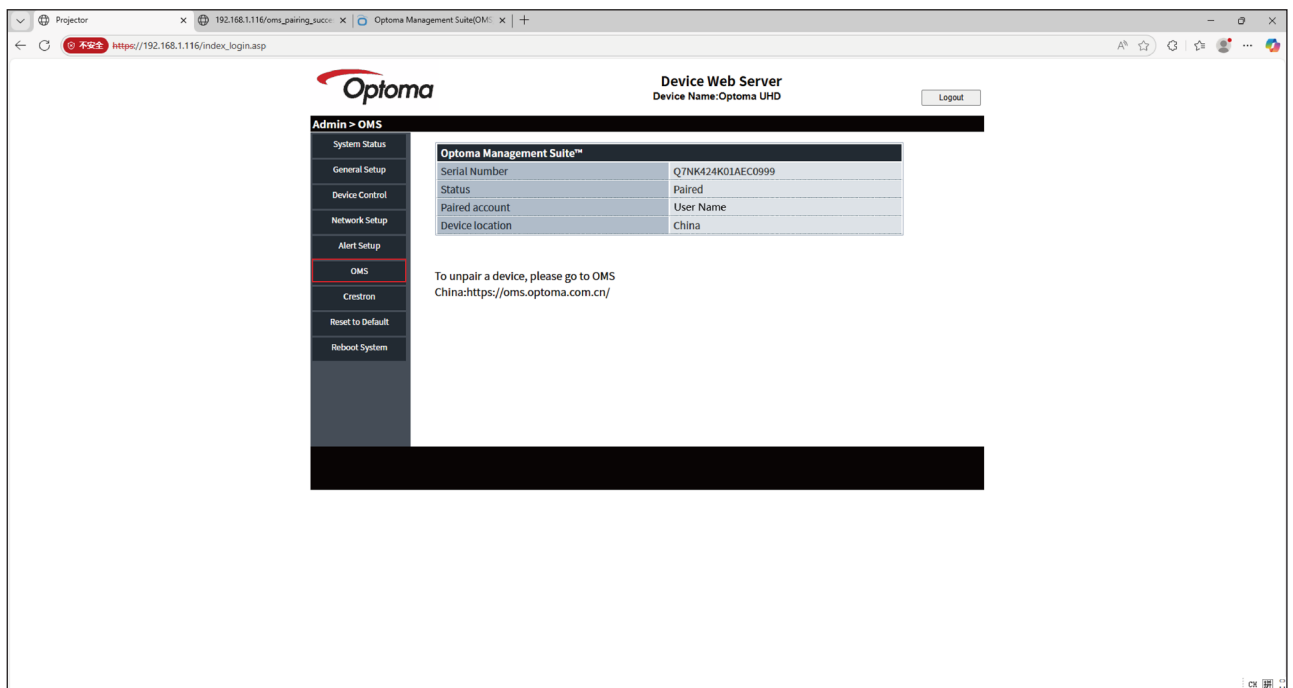 Projector
192.168.1.116/oms_pairing_succe
Optoma Management Suite(OMS
不安全 https://192.168.1.116/index_login.asp
Optoma
Device Web Server
Device Name:Optoma UHD
Logout
Admin > OMS
System Status
General Setup
Device Control
Network Setup
Alert Setup
OMS
Crestron
Reset to Default
Reboot System
Optoma Management Suite™
Serial Number Q7NK424K01AEC0999
Status Paired
Paired account User Name
Device location China
To unpair a device, please go to OMS
China:https://oms.optoma.com.cn/
CH 拼